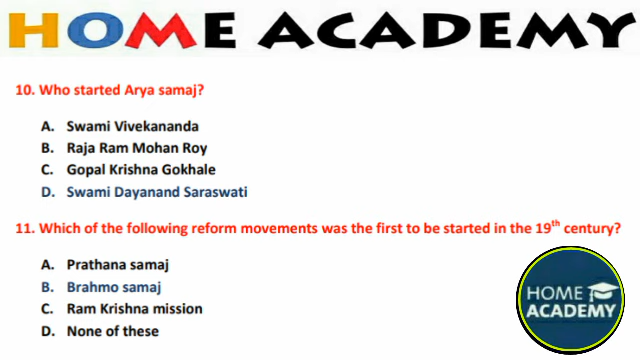 HOME ACADEMY
10. Who started Arya samaj?
A. Swami Vivekananda
B. Raja Ram Mohan Roy
C. Gopal Krishna Gokhale
D. Swami Dayanand Saraswati
11. Which of the following reform movements was the first to be started in the 19th century?
A. Prathana samaj
B. Brahmo samaj
C. Ram Krishna mission
D. None of these
HOME
ACADEMY